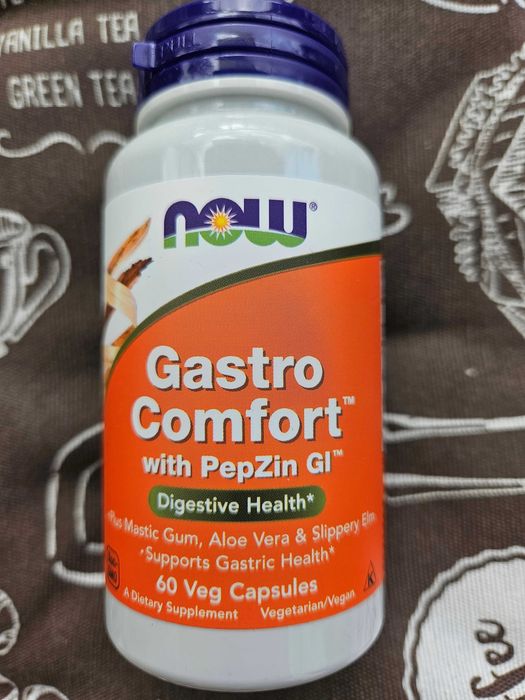 VANILLA TEA
GREEN TEA
PULL
NOW®
Gastro
Comfort™
with PepZin GI™
Digestive Health*
•Plus Mastic Gum, Aloe Vera & Slippery Elm
•Supports Gastric Health*
60 Veg Capsules
A Dietary Supplement
Vegetarian/Vegan
K